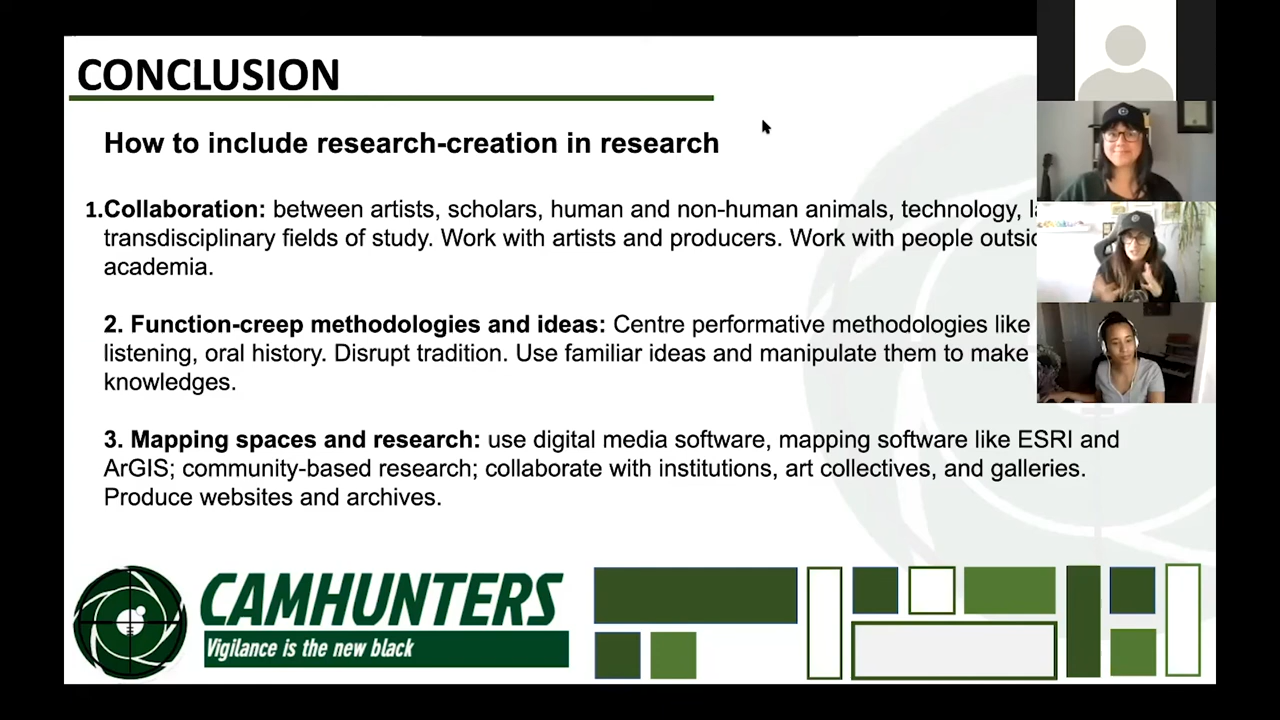 CONCLUSION
How to include research-creation in research
1.Collaboration: between artists, scholars, human and non-human animals, technology,
transdisciplinary fields of study. Work with artists and producers. Work with people
academia.
2. Function-creep methodologies and ideas: Centre performative methodologies like
listening, oral history. Disrupt tradition. Use familiar ideas and manipulate them to make
knowledges.
3. Mapping spaces and research: use digital media software, mapping software like ESRI and
ArGIS; community-based research; collaborate with institutions, art collectives, and galleries.
Produce websites and archives.
CAMHUNTERS
Vigilance is the new black